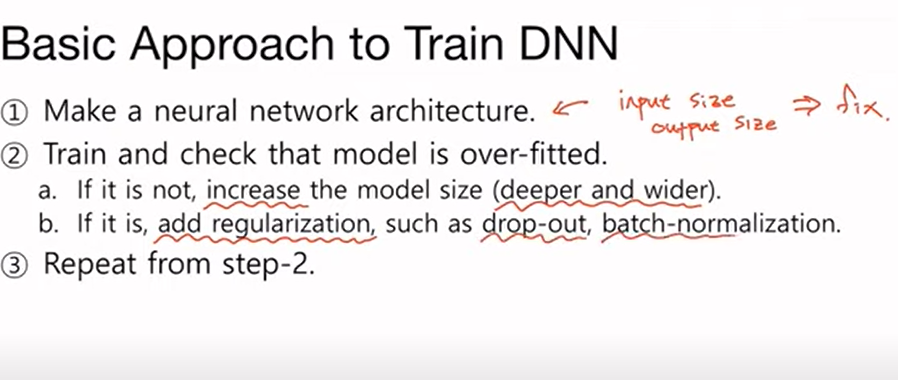 Basic Approach to Train DNN
① Make a neural network architecture. ← input size ⇒ fix.
output size
② Train and check that model is over-fitted.
a. If it is not, increase the model size (deeper and wider).
b. If it is, add regularization, such as drop-out, batch-normalization.
③ Repeat from step-2.